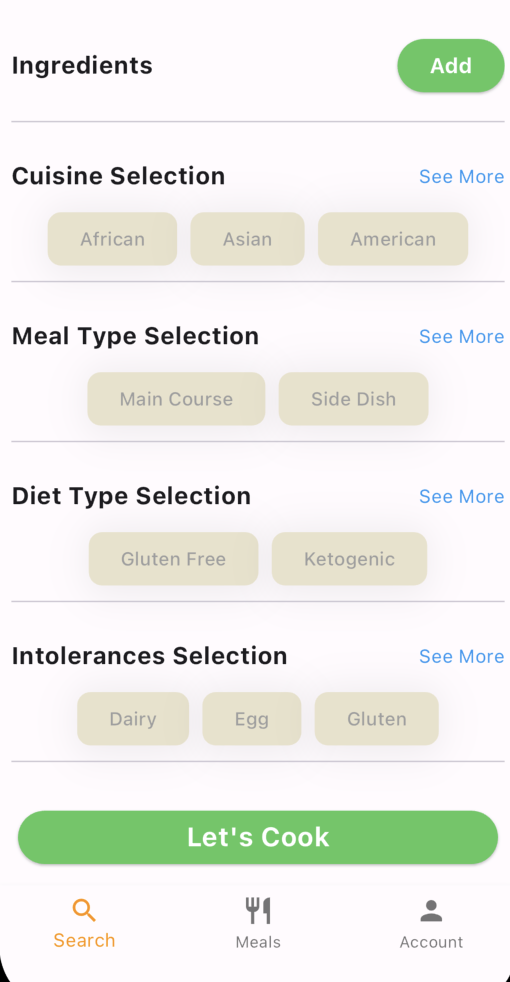 Ingredients Add
Cuisine Selection See More
African Asian American
Meal Type Selection See More
Main Course Side Dish
Diet Type Selection See More
Gluten Free Ketogenic
Intolerances Selection See More
Dairy Egg Gluten
Let's Cook
Search Meals Account